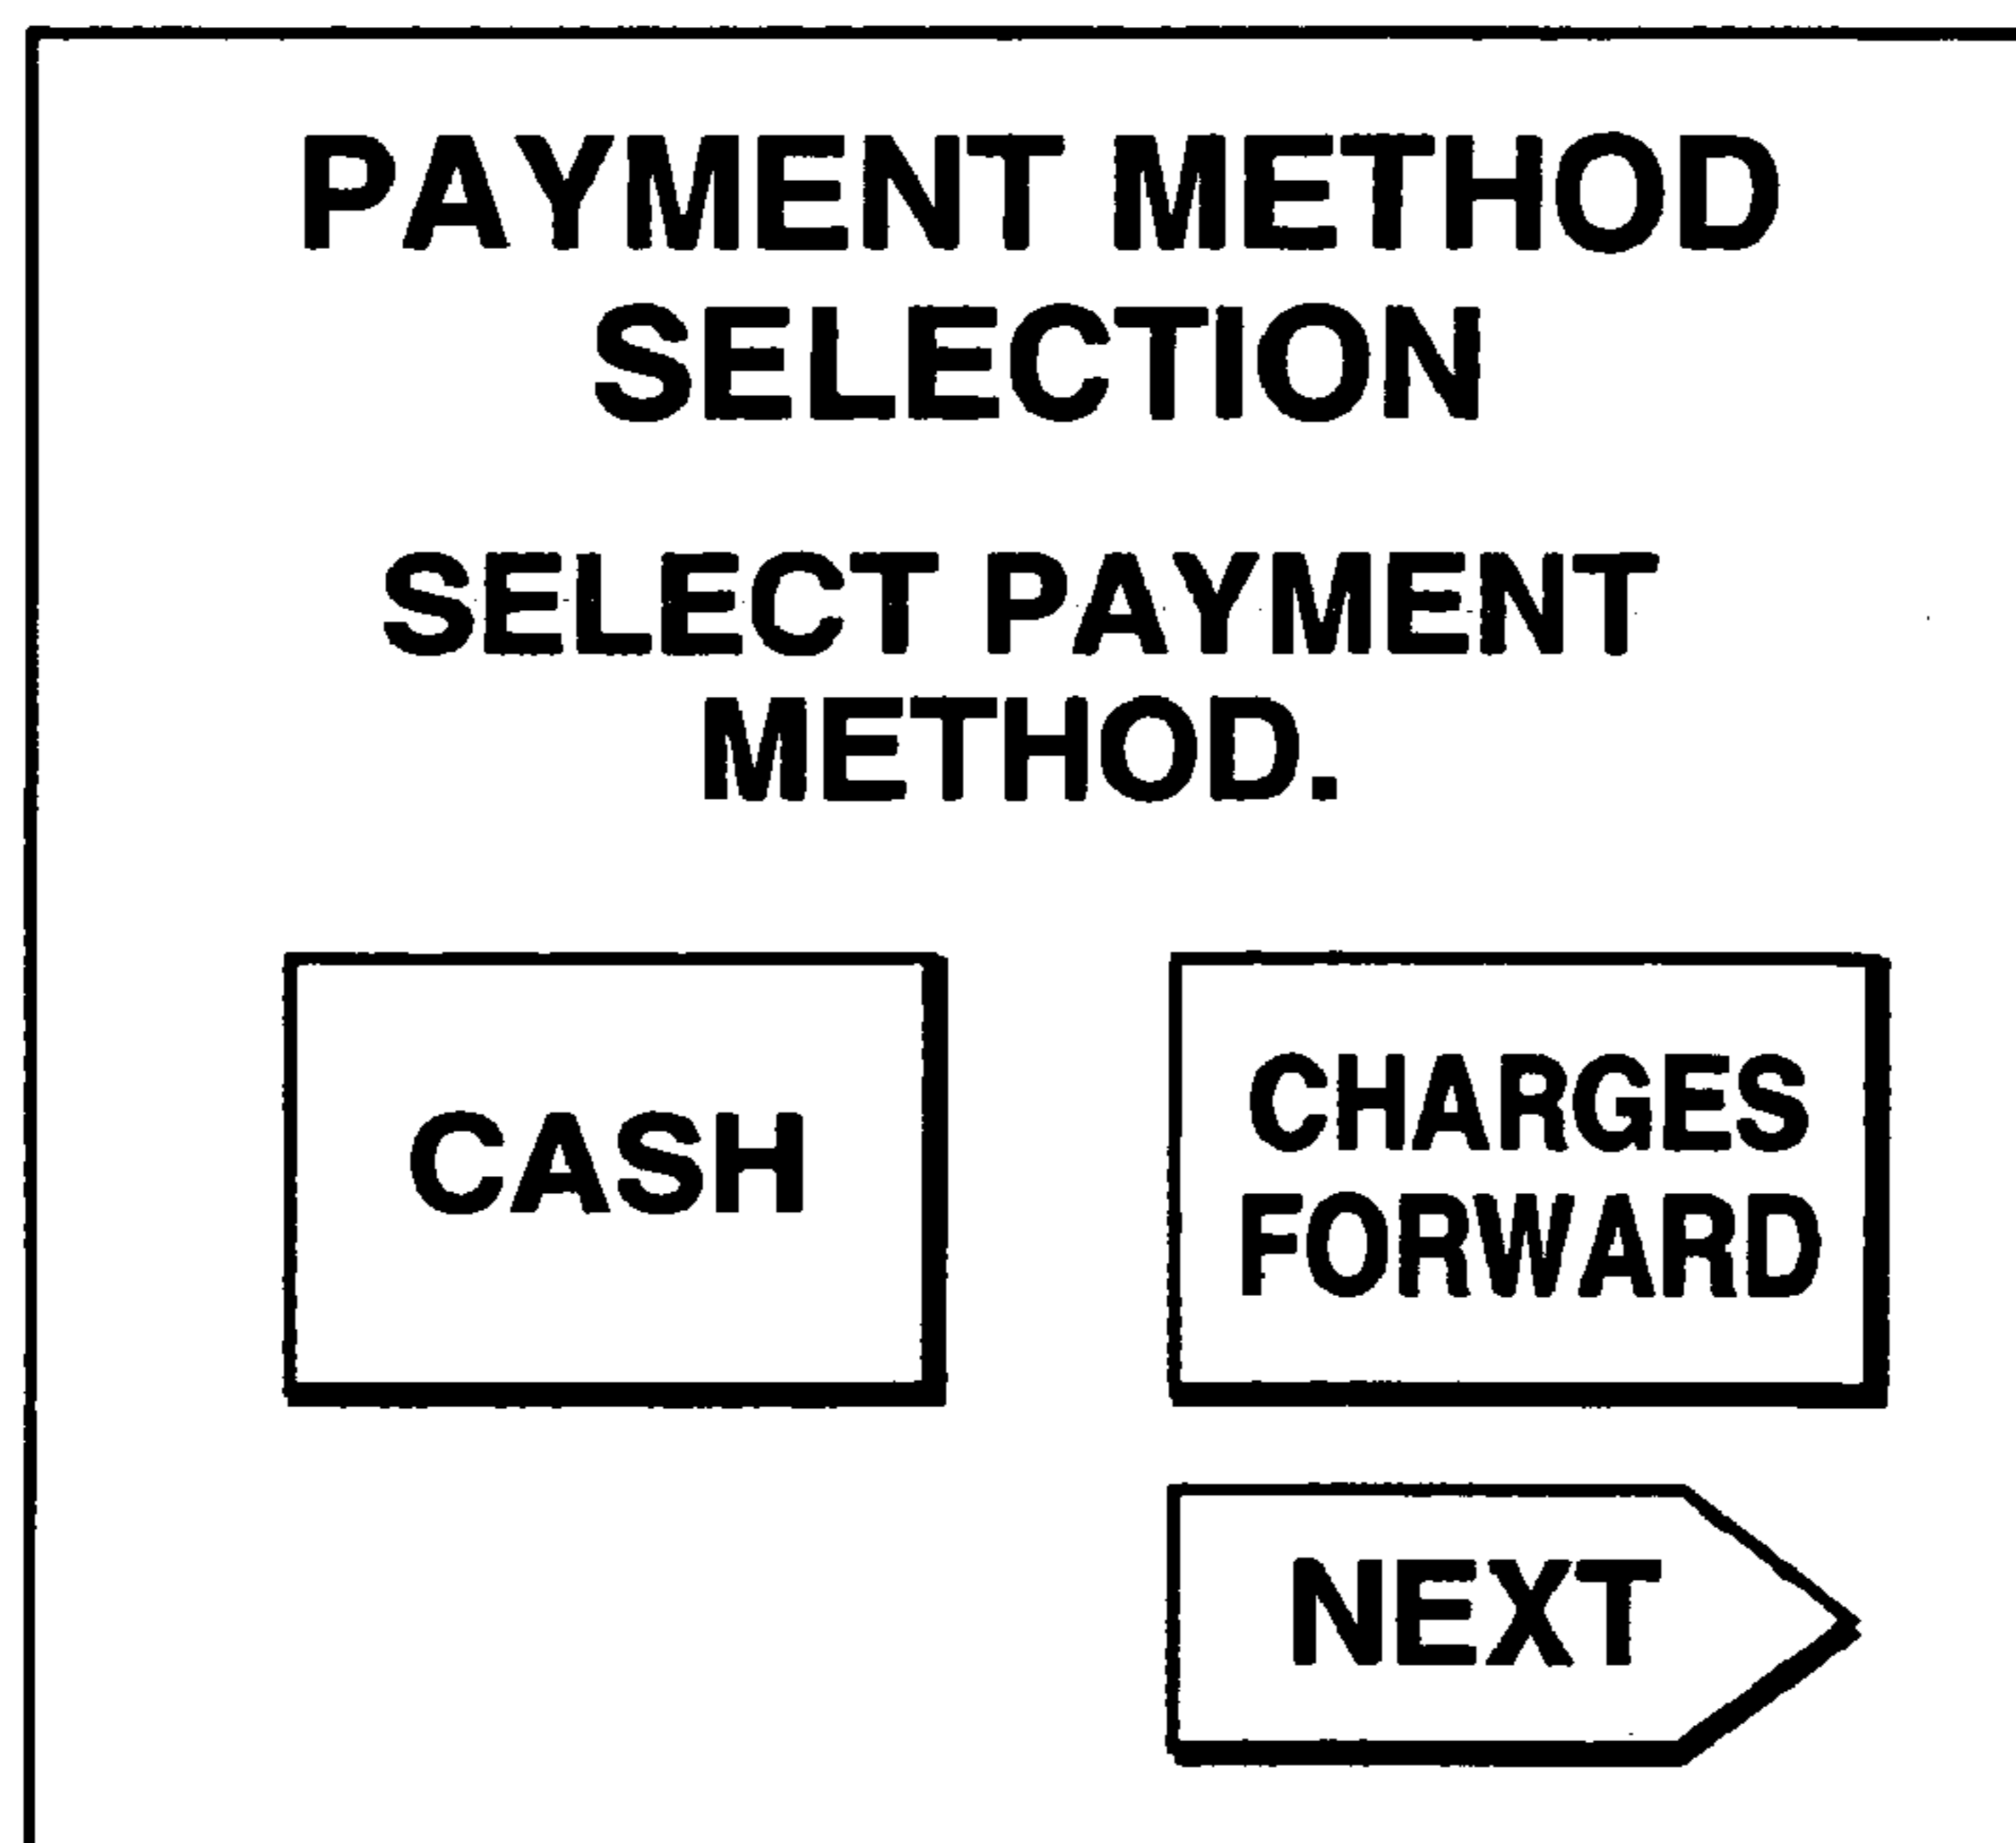 PAYMENT METHOD
SELECTION
SELECT PAYMENT
METHOD.
CASH
CHARGES
FORWARD
NEXT